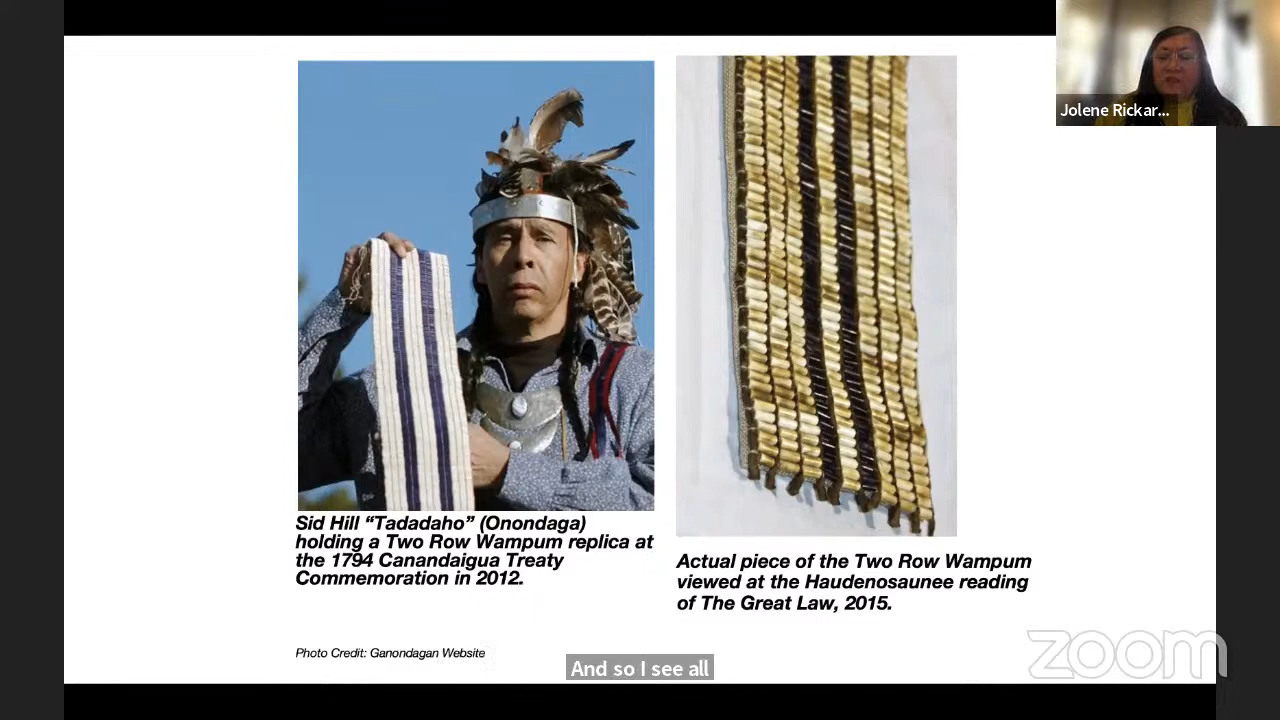 Jolene Rickar...
Sid Hill “Tadadaho” (Onondaga)
holding a Two Row Wampum replica at
the 1794 Canandaigua Treaty
Commemoration in 2012.
Actual piece of the Two Row Wampum
viewed at the Haudenosaunee reading
of The Great Law, 2015.
Photo Credit: Ganondagan Website
And so I see all
zoom